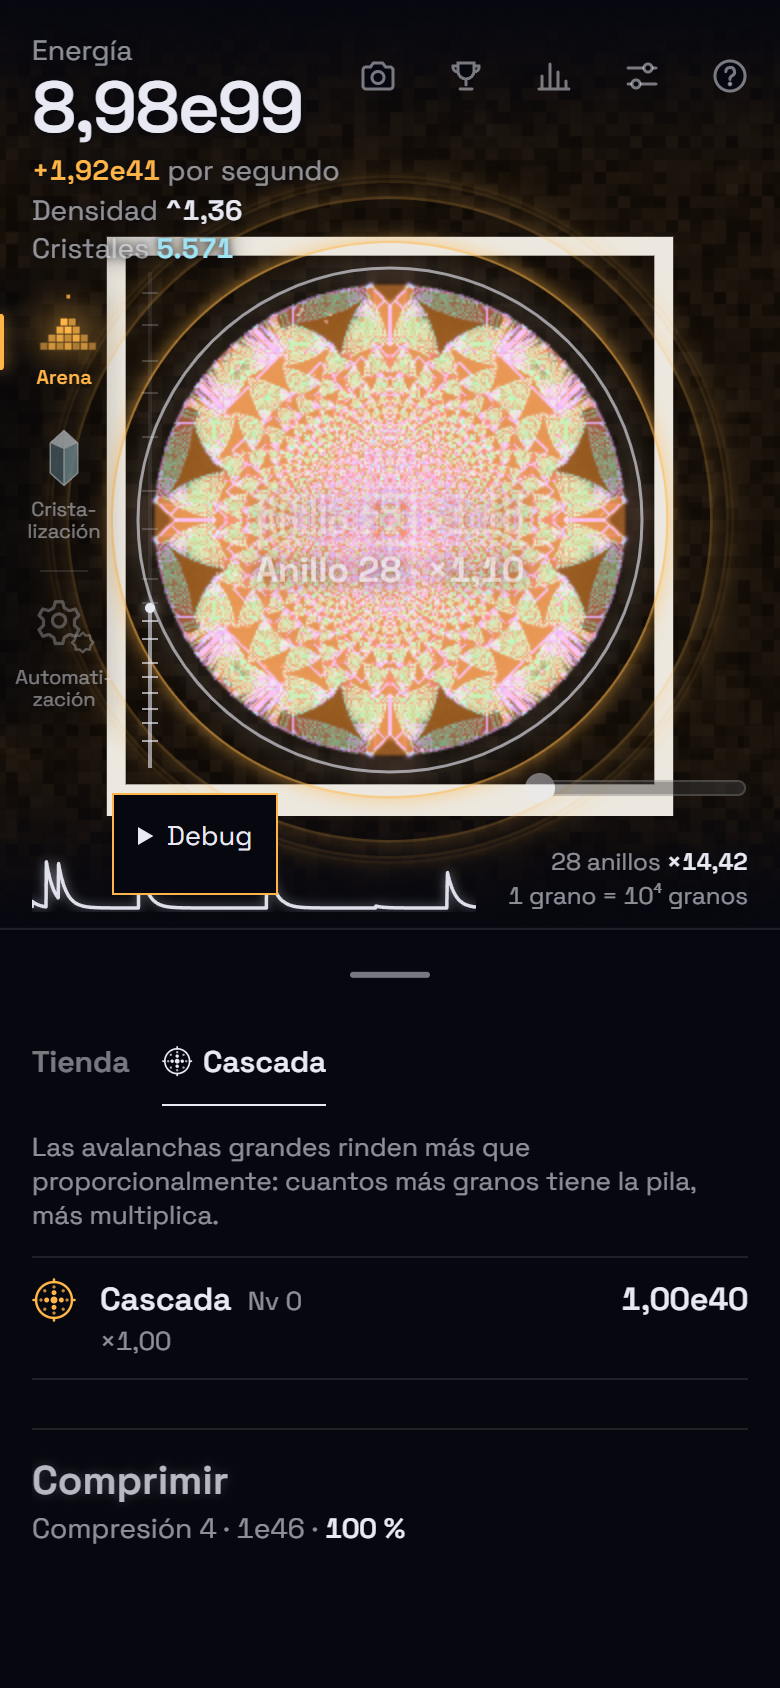 Energía
8,98e99
+1,92e41 por segundo
Densidad ^1,36
Cristales 5.571
Arena
Crista-
lización
Automati-
zación
Anillo 28 · ×1,10
Debug
28 anillos ×14,42
1 grano = 10⁴ granos
Tienda
Cascada
Las avalanchas grandes rinden más que
proporcionalmente: cuantos más granos tiene la pila,
más multiplica.
Cascada Nv 0
1,00e40
×1,00
Comprimir
Compresión 4 · 1e46 · 100 %